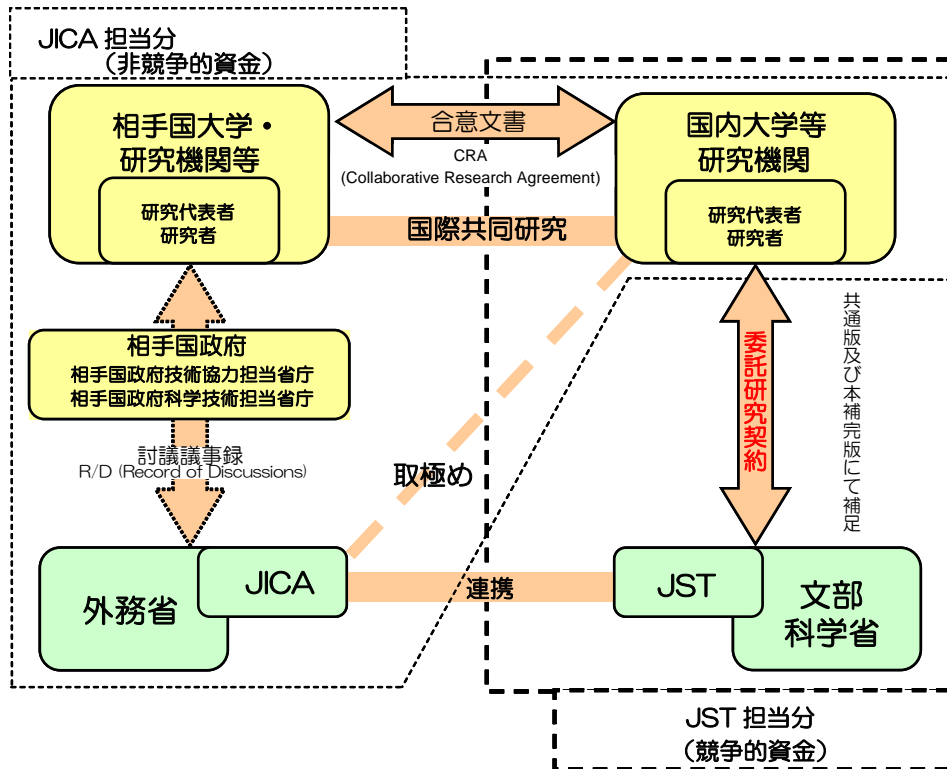 JICA 担当分
（非競争的資金）
相手国大学・
研究機関等
研究代表者
研究者
合意文書
CRA
(Collaborative Research Agreement)
国際共同研究
国内大学等
研究機関
研究代表者
研究者
相手国政府
相手国政府技術協力担当省庁
相手国政府科学技術担当省庁
討議議事録
R/D (Record of Discussions)
取極め
委託研究契約
共通版及び本補完版にて補足
外務省
JICA
連携
JST
文部
科学省
JST 担当分
（競争的資金）